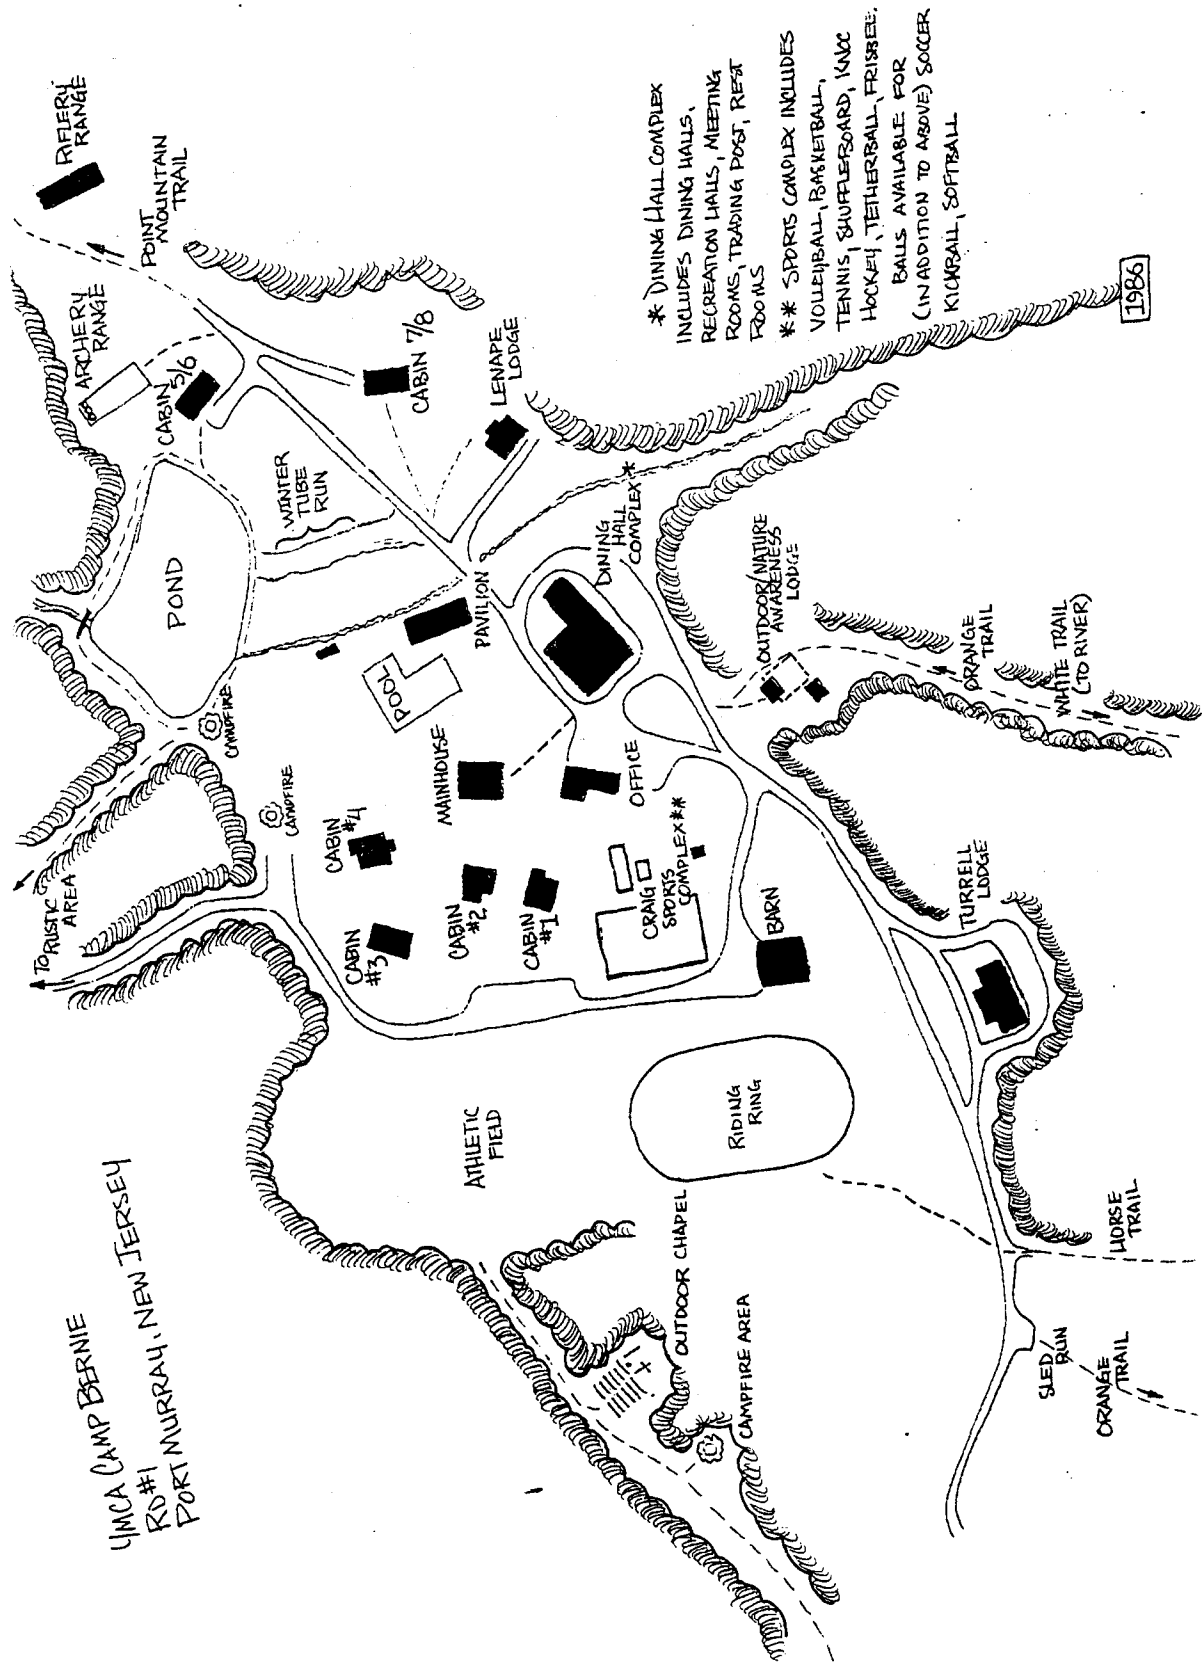 YMCA CAMP BERNIE
RD #1
PORT MURRAY, NEW JERSEY
TO RUSTIC
AREA
CAMPFIRE
CAMPFIRE
POND
WINTER
TUBE
RUN
ARCHERY
RANGE
CABIN 5/6
RIFLERY
RANGE
POINT
MOUNTAIN
TRAIL
CABIN 7/8
LENAPE
LODGE
CABIN
#3
CABIN
#4
CABIN
#2
CABIN
#1
MAINHOUSE
POOL
PAVILION
ATHLETIC
FIELD
CRAIG
SPORTS
COMPLEX**
OFFICE
DINING
HALL
COMPLEX*
BARN
RIDING
RING
OUTDOOR/NATURE
AWARENESS
LODGE
OUTDOOR CHAPEL
CAMPFIRE AREA
TURRELL
LODGE
ORANGE
TRAIL
WHITE TRAIL
(TO RIVER)
SLED
RUN
ORANGE
TRAIL
HORSE
TRAIL
* DINING HALL COMPLEX
INCLUDES DINING HALLS,
RECREATION HALLS, MEETING
ROOMS, TRADING POST, REST
ROOMS
** SPORTS COMPLEX INCLUDES
VOLLEYBALL, BASKETBALL,
TENNIS, SHUFFLEBOARD, KNOC
HOCKEY, TETHERBALL, FRISBEE.
BALLS AVAILABLE FOR
(IN ADDITION TO ABOVE) SOCCER
KICKBALL, SOFTBALL
1986